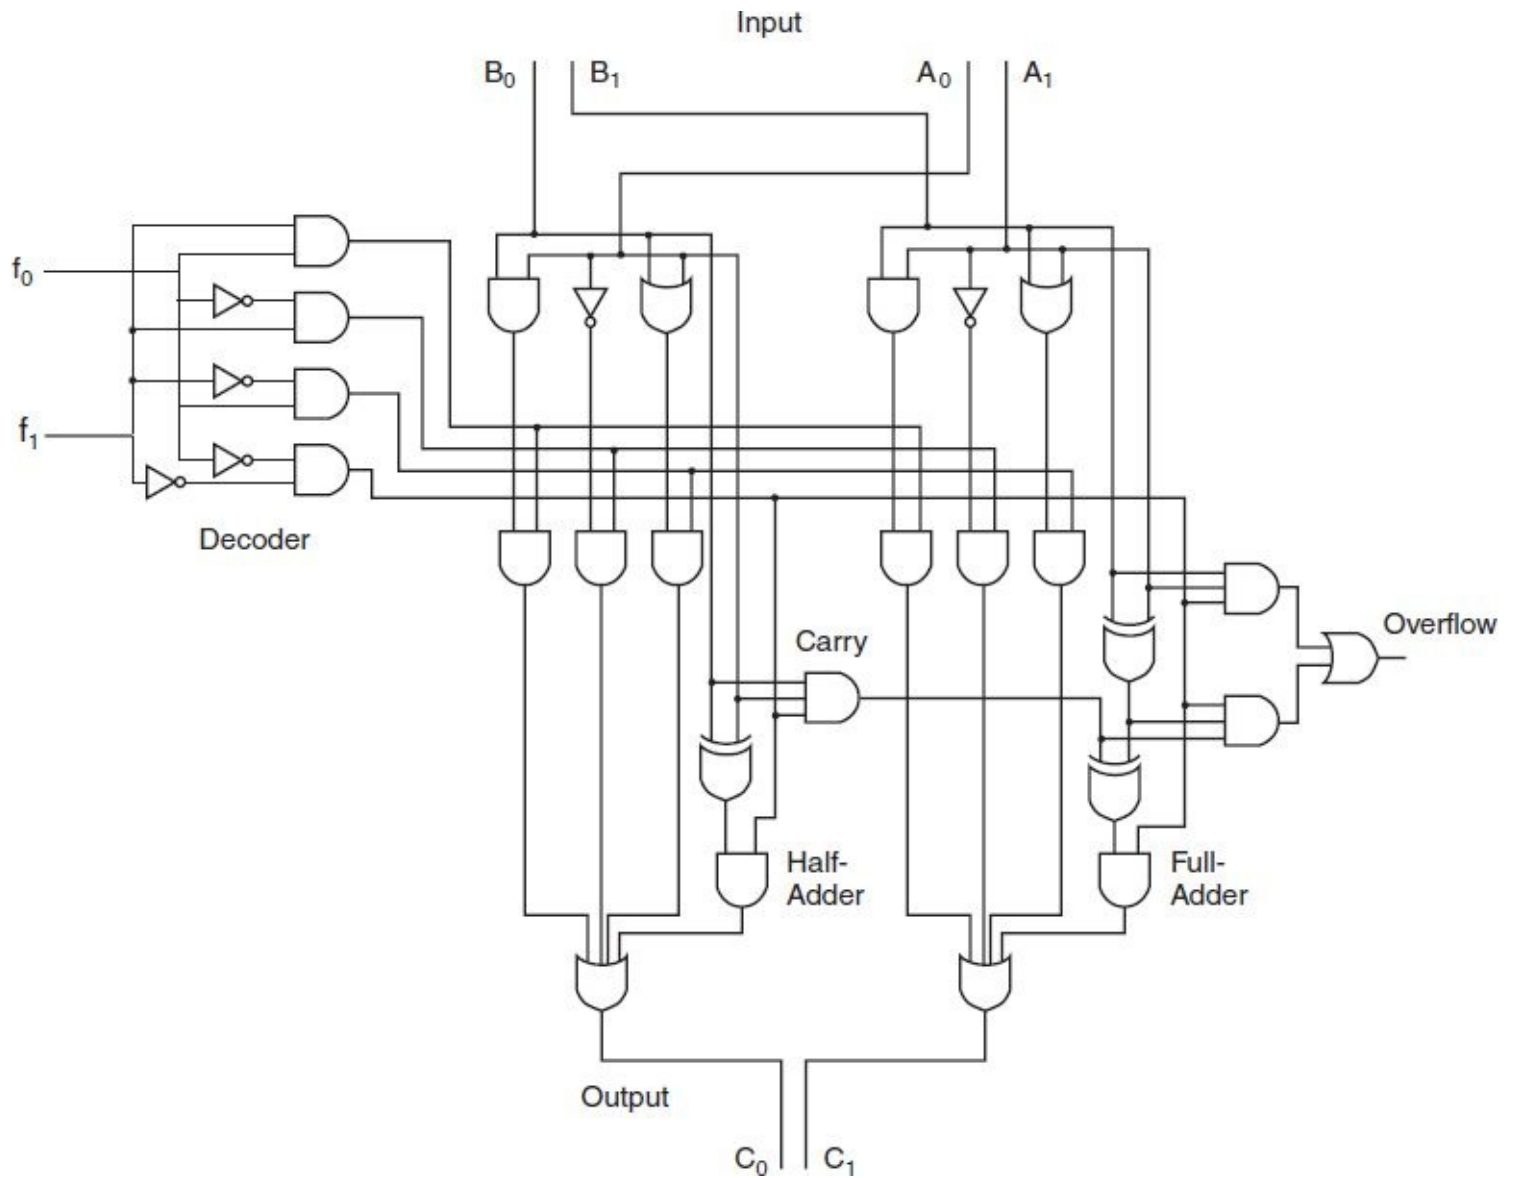 Input
B₀ B₁ A₀ A₁
f₀
f₁
Decoder
Carry
Overflow
Half-
Adder
Full-
Adder
Output
C₀ C₁